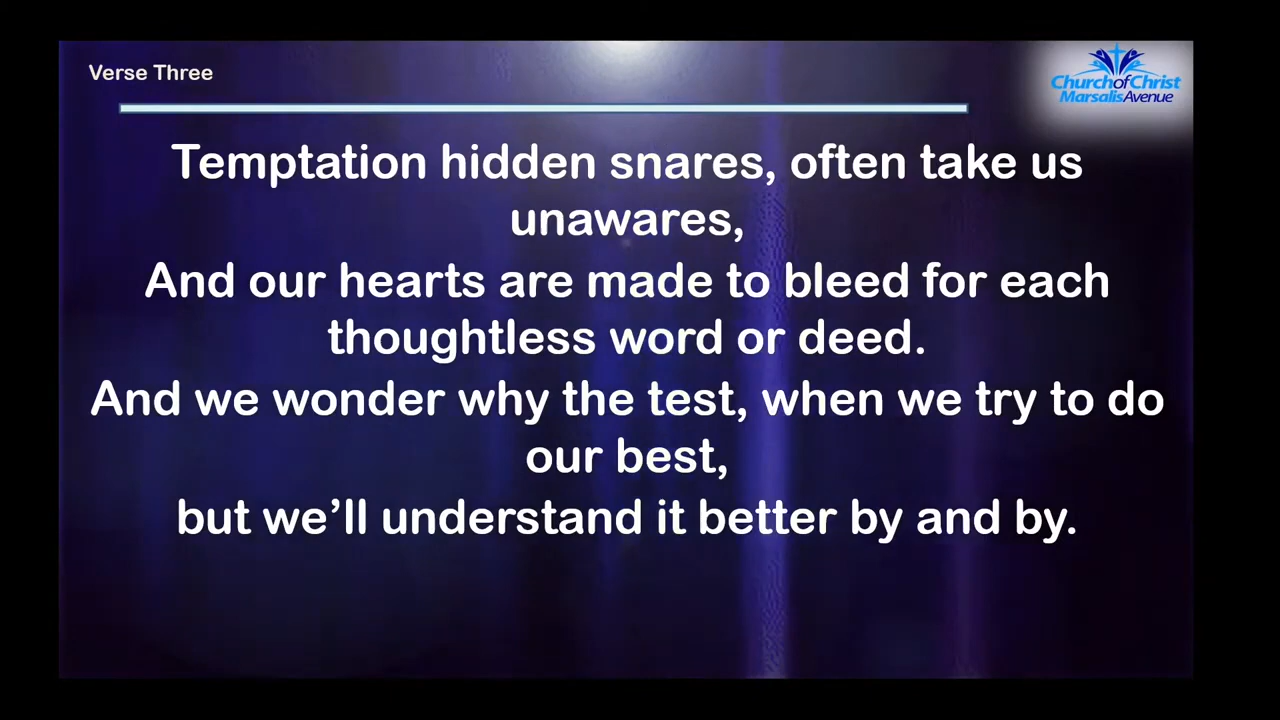 Verse Three
Church of Christ
Marsalis Avenue
Temptation hidden snares, often take us
unawares,
And our hearts are made to bleed for each
thoughtless word or deed.
And we wonder why the test, when we try to do
our best,
but we’ll understand it better by and by.